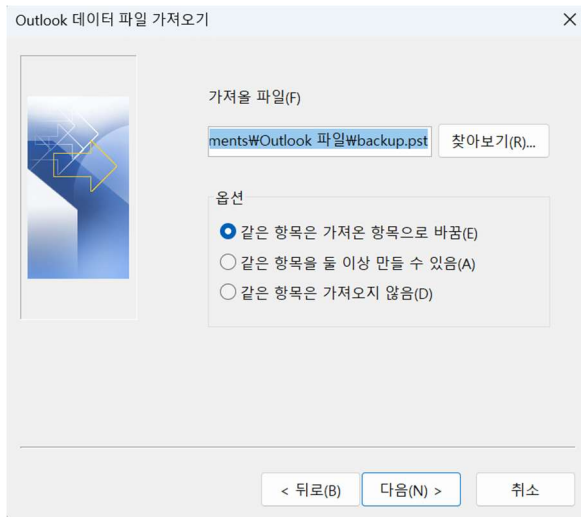 Outlook 데이터 파일 가져오기
가져올 파일(F)
ments₩Outlook 파일₩backup.pst
찾아보기(R)...
옵션
같은 항목은 가져온 항목으로 바꿈(E)
같은 항목을 둘 이상 만들 수 있음(A)
같은 항목은 가져오지 않음(D)
< 뒤로(B)
다음(N) >
취소